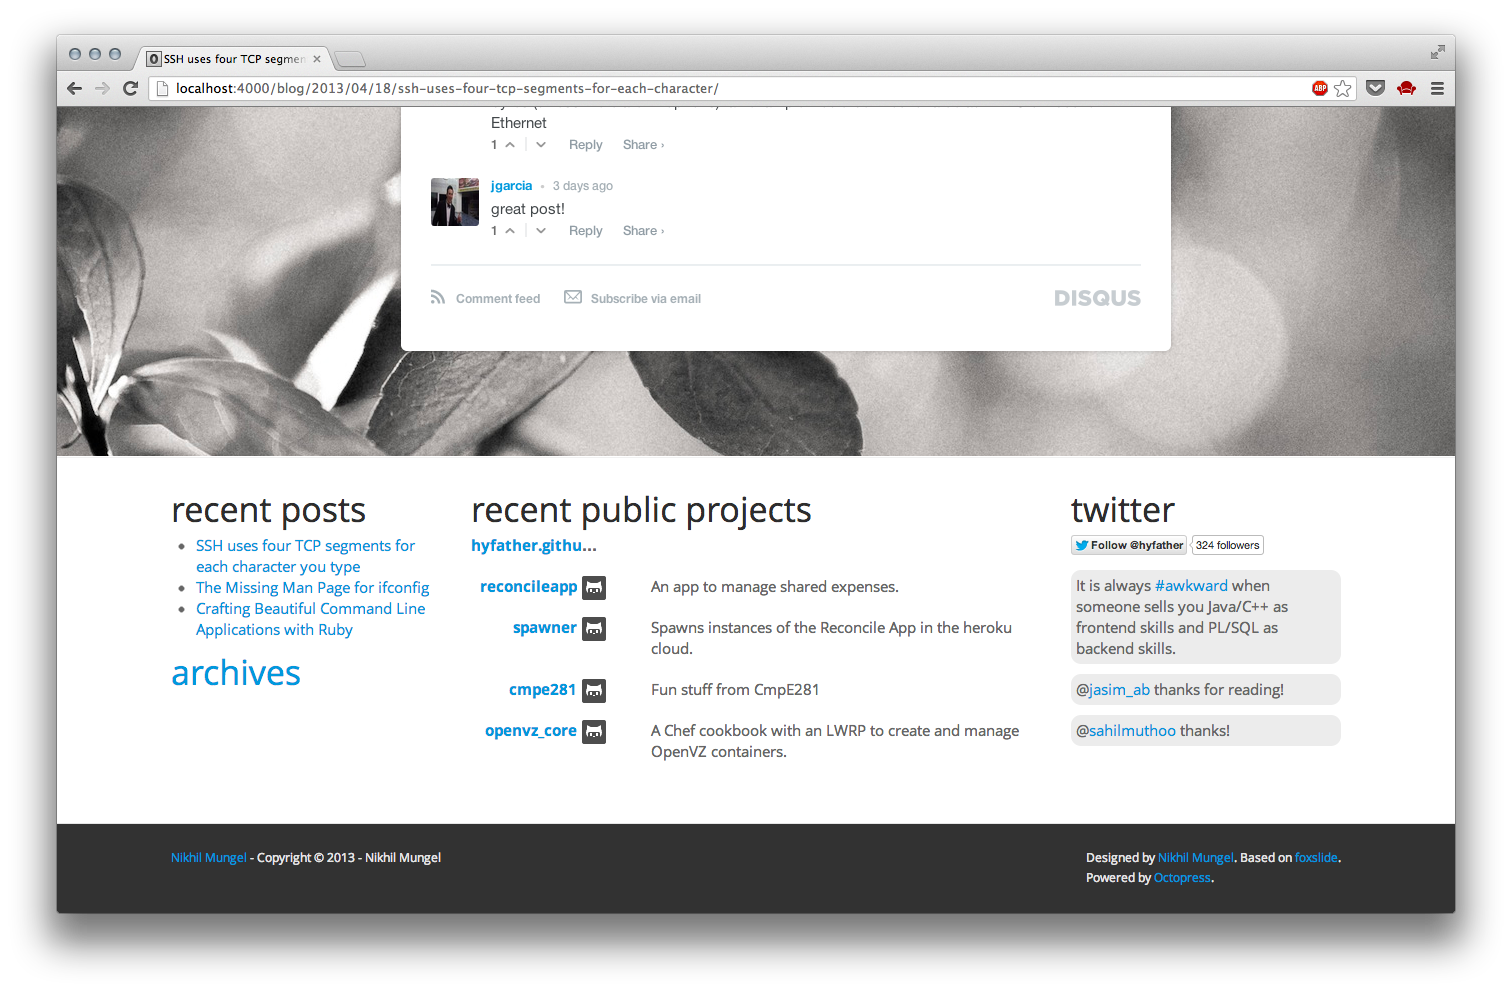 SSH uses four TCP segmen
localhost:4000/blog/2013/04/18/ssh-uses-four-tcp-segments-for-each-character/
ABP
Ethernet
1 Reply Share ›
jgarcia • 3 days ago
great post!
1 Reply Share ›
Comment feed Subscribe via email DISQUS
recent posts
SSH uses four TCP segments for
each character you type
The Missing Man Page for ifconfig
Crafting Beautiful Command Line
Applications with Ruby
archives
recent public projects
hyfather.githu...
reconcileapp An app to manage shared expenses.
spawner Spawns instances of the Reconcile App in the heroku
cloud.
cmpe281 Fun stuff from CmpE281
openvz_core A Chef cookbook with an LWRP to create and manage
OpenVZ containers.
twitter
Follow @hyfather 324 followers
It is always #awkward when
someone sells you Java/C++ as
frontend skills and PL/SQL as
backend skills.
@jasim_ab thanks for reading!
@sahilmuthoo thanks!
Nikhil Mungel - Copyright © 2013 - Nikhil Mungel
Designed by Nikhil Mungel. Based on foxslide.
Powered by Octopress.